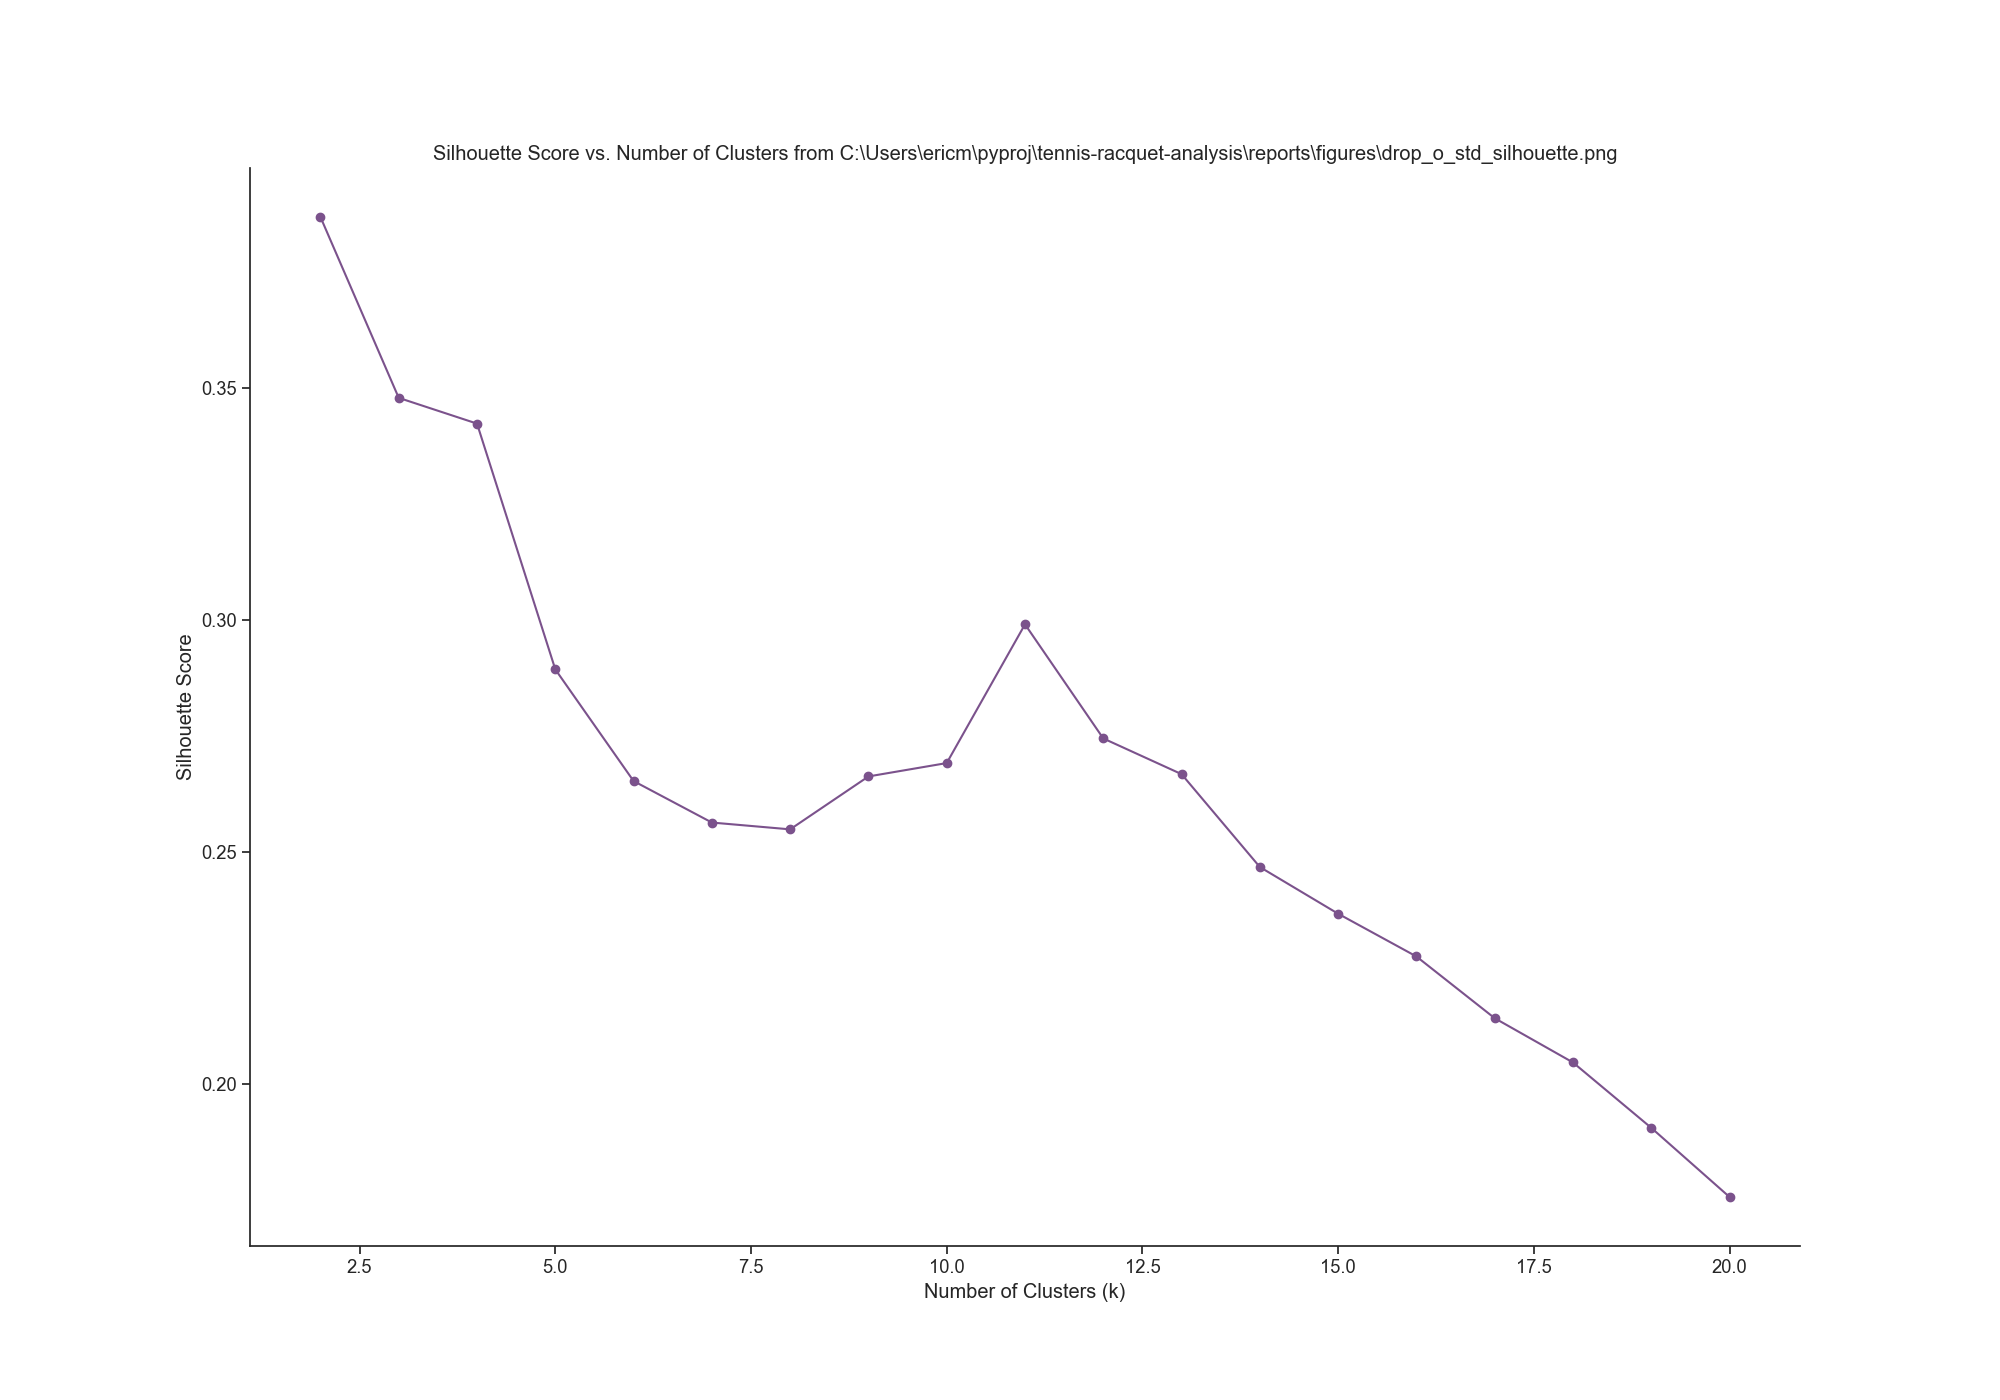 Silhouette Score vs. Number of Clusters from C:\Users\ericm\pyproj\tennis-racquet-analysis\reports\figures\drop_o_std_silhouette.png
Silhouette Score
0.35
0.30
0.25
0.20
2.5 5.0 7.5 10.0 12.5 15.0 17.5 20.0
Number of Clusters (k)